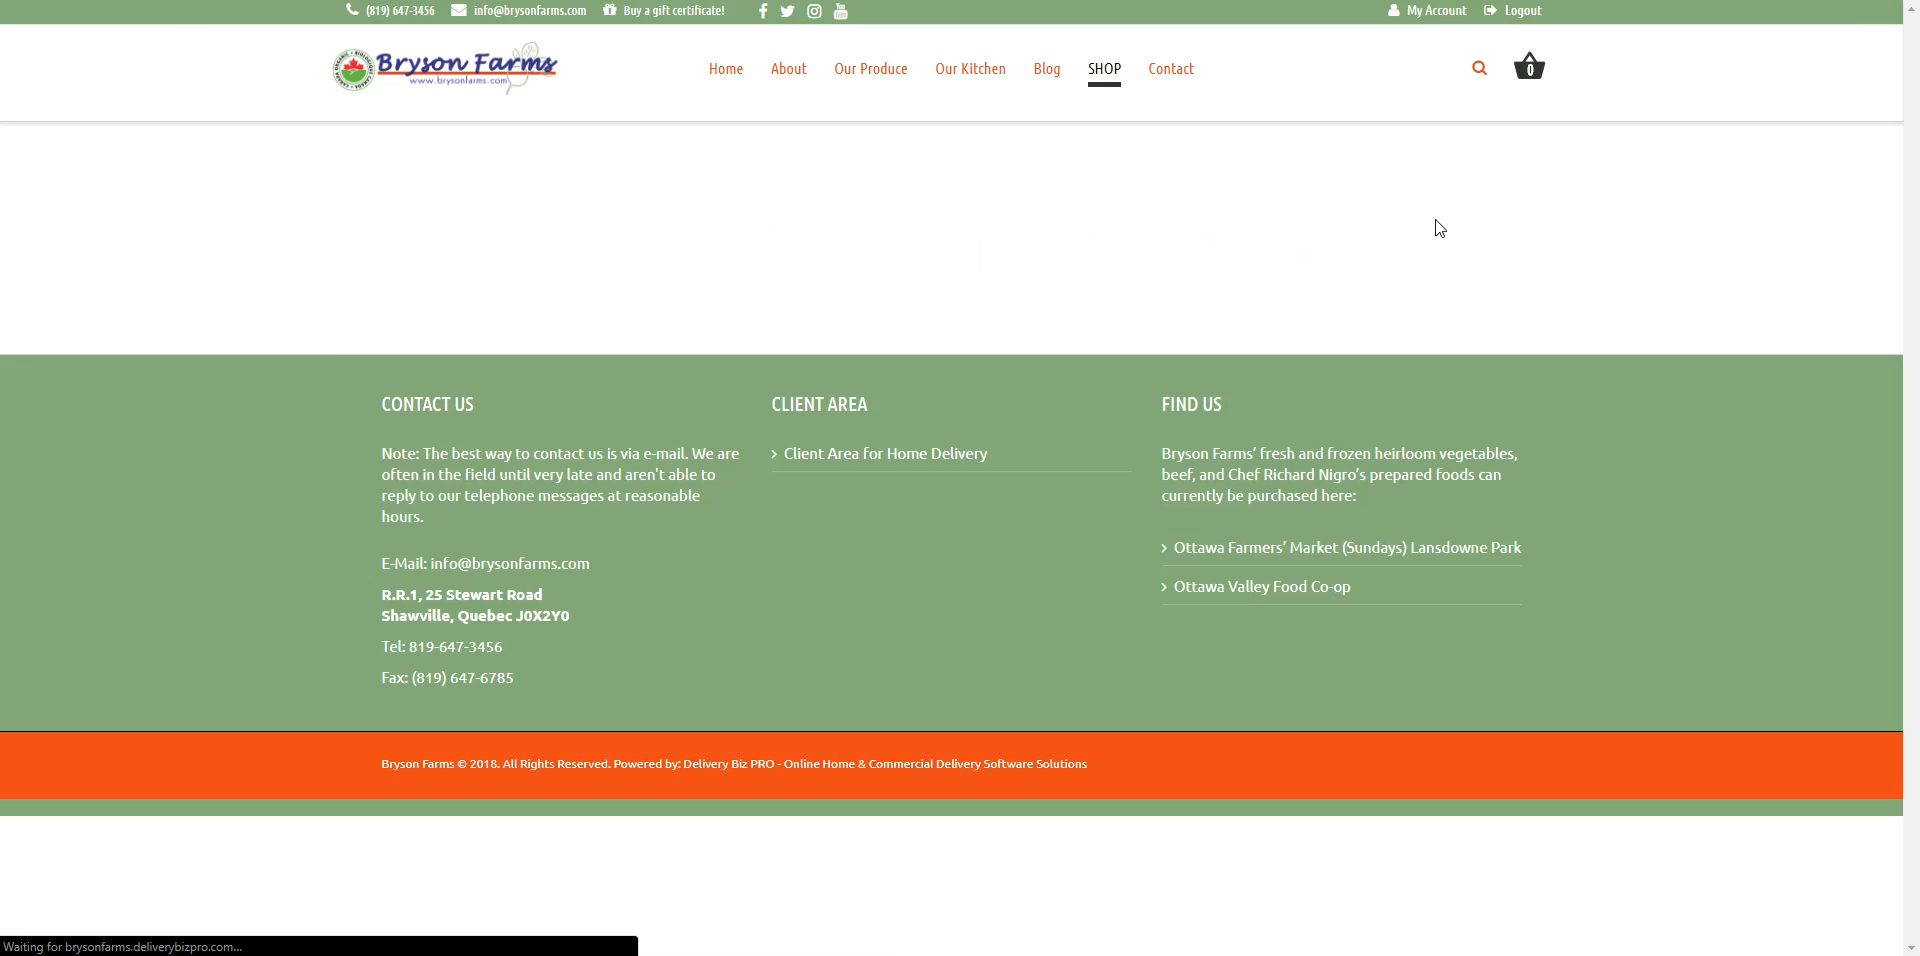 (819) 647-3456 info@brysonfarms.com Buy a gift certificate! You Tube My Account Logout
Bryson Farms
www.brysonfarms.com
Home About Our Produce Our Kitchen Blog SHOP Contact
0
CONTACT US
Note: The best way to contact us is via e-mail. We are
often in the field until very late and aren't able to
reply to our telephone messages at reasonable
hours.
E-Mail: info@brysonfarms.com
R.R.1, 25 Stewart Road
Shawville, Quebec J0X2Y0
Tel: 819-647-3456
Fax: (819) 647-6785
CLIENT AREA
Client Area for Home Delivery
FIND US
Bryson Farms’ fresh and frozen heirloom vegetables,
beef, and Chef Richard Nigro’s prepared foods can
currently be purchased here:
Ottawa Farmers’ Market (Sundays) Lansdowne Park
Ottawa Valley Food Co-op
Bryson Farms © 2018. All Rights Reserved. Powered by: Delivery Biz PRO - Online Home & Commercial Delivery Software Solutions
Waiting for brysonfarms.deliverybizpro.com...